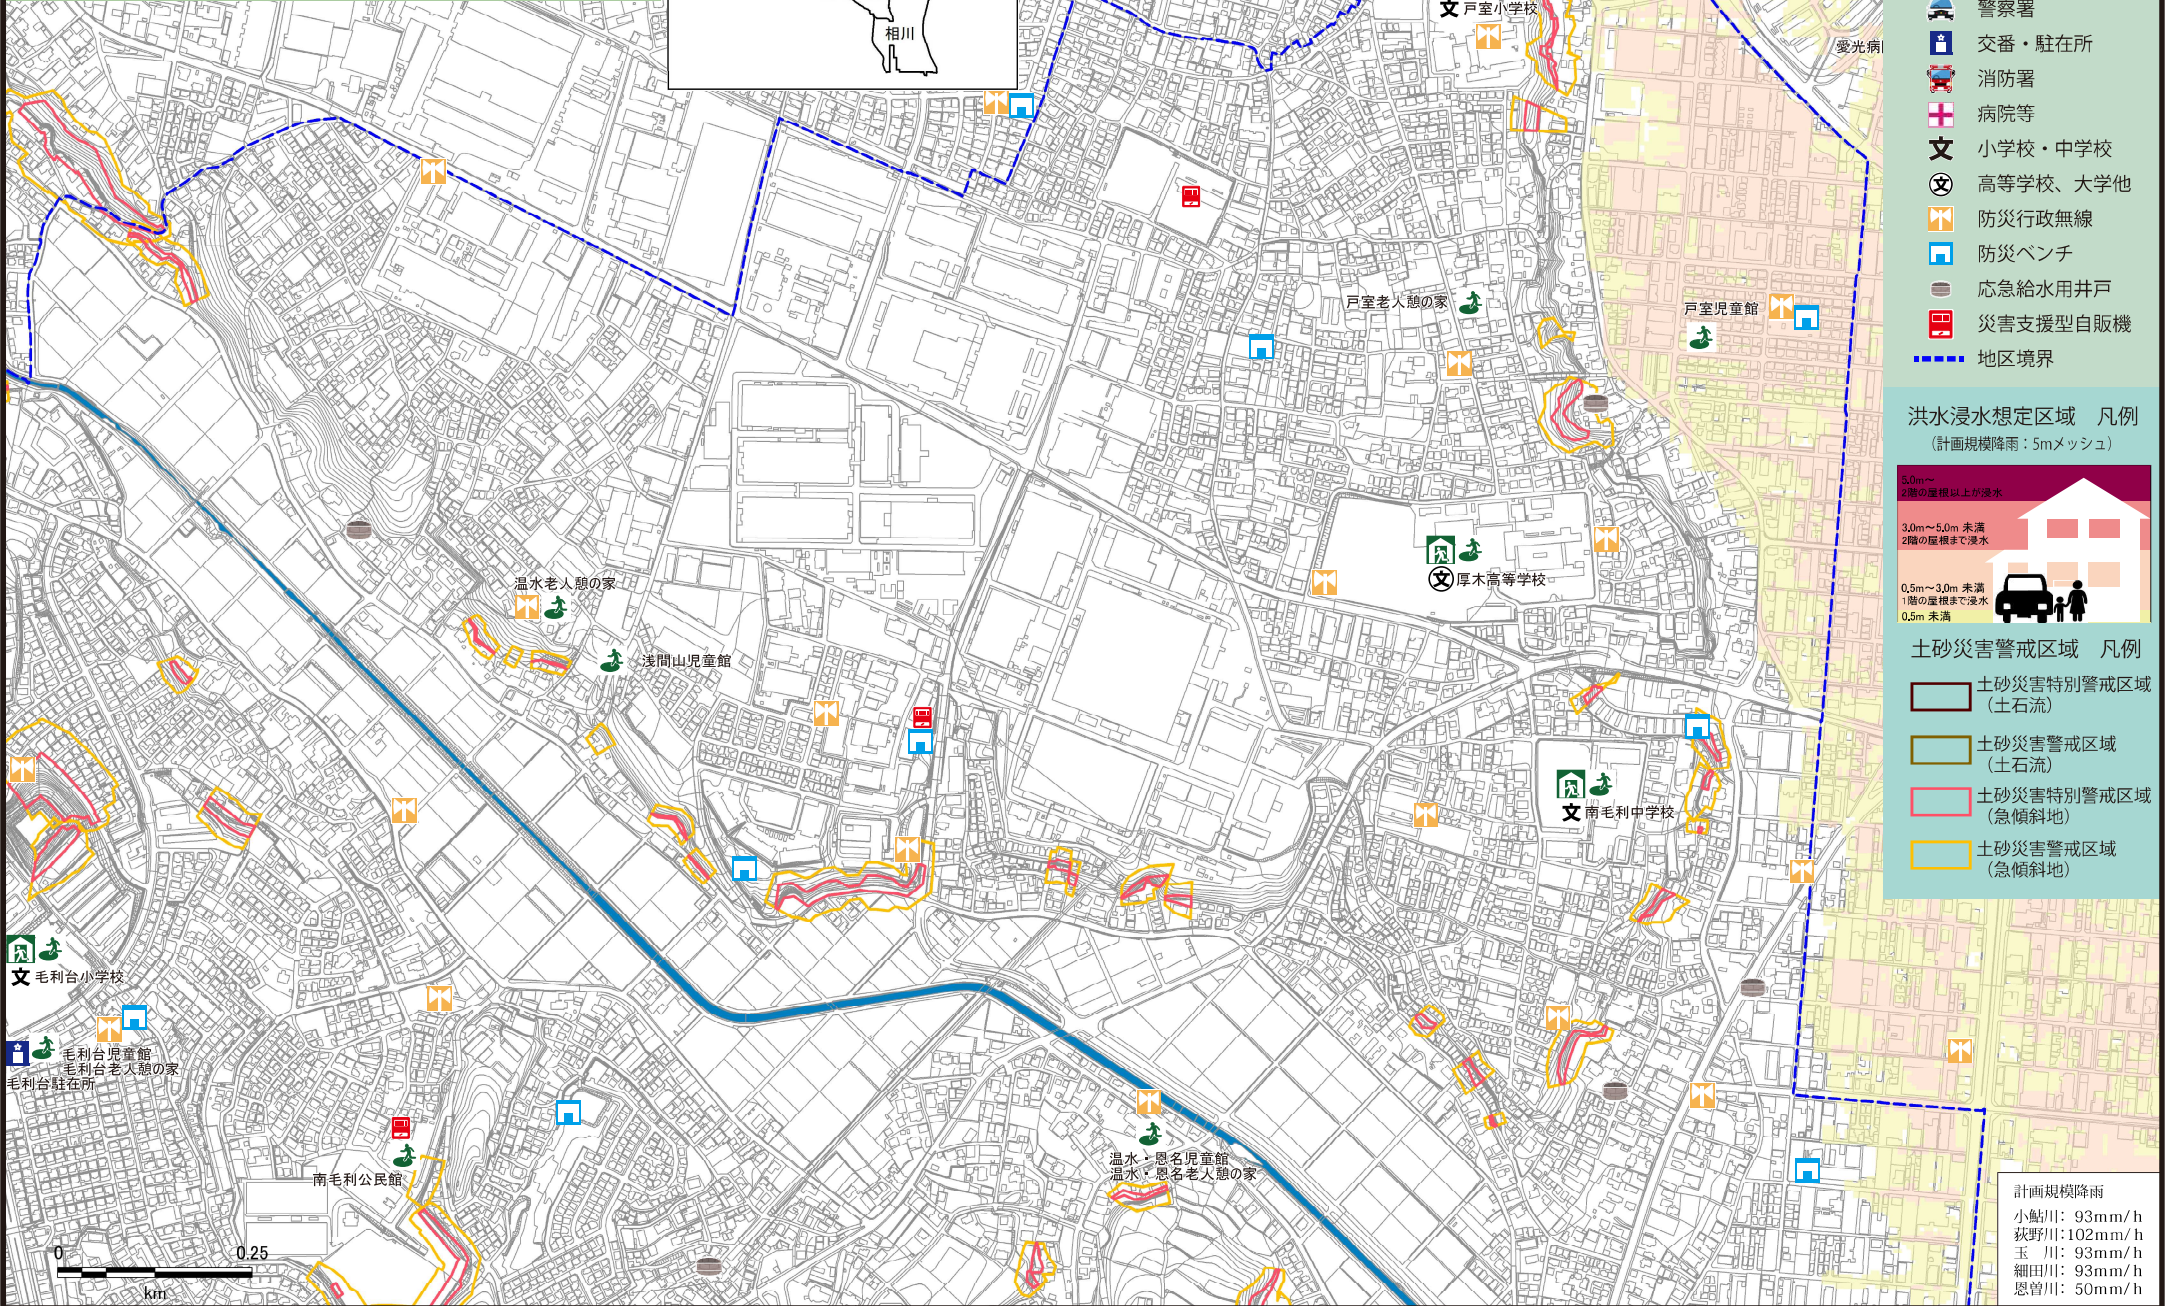 相川
戸室小学校
愛光病
戸室老人憩の家
戸室児童館
厚木高等学校
温水老人憩の家
浅間山児童館
南毛利中学校
毛利台小学校
毛利台児童館
毛利台老人憩の家
毛利台駐在所
南毛利公民館
温水・恩名児童館
温水・恩名老人憩の家
0 0.25
km
警察署
交番・駐在所
消防署
病院等
小学校・中学校
高等学校、大学他
防災行政無線
防災ベンチ
応急給水用井戸
災害支援型自販機
地区境界
洪水浸水想定区域 凡例
(計画規模降雨:5mメッシュ)
5.0m～
2階の屋根以上が浸水
3.0m～5.0m 未満
2階の屋根まで浸水
0.5m～3.0m 未満
1階の屋根まで浸水
0.5m 未満
土砂災害警戒区域 凡例
土砂災害特別警戒区域
(土石流)
土砂災害警戒区域
(土石流)
土砂災害特別警戒区域
(急傾斜地)
土砂災害警戒区域
(急傾斜地)
計画規模降雨
小鮎川: 93mm/h
荻野川:102mm/h
玉 川: 93mm/h
細田川: 93mm/h
恩曽川: 50mm/h